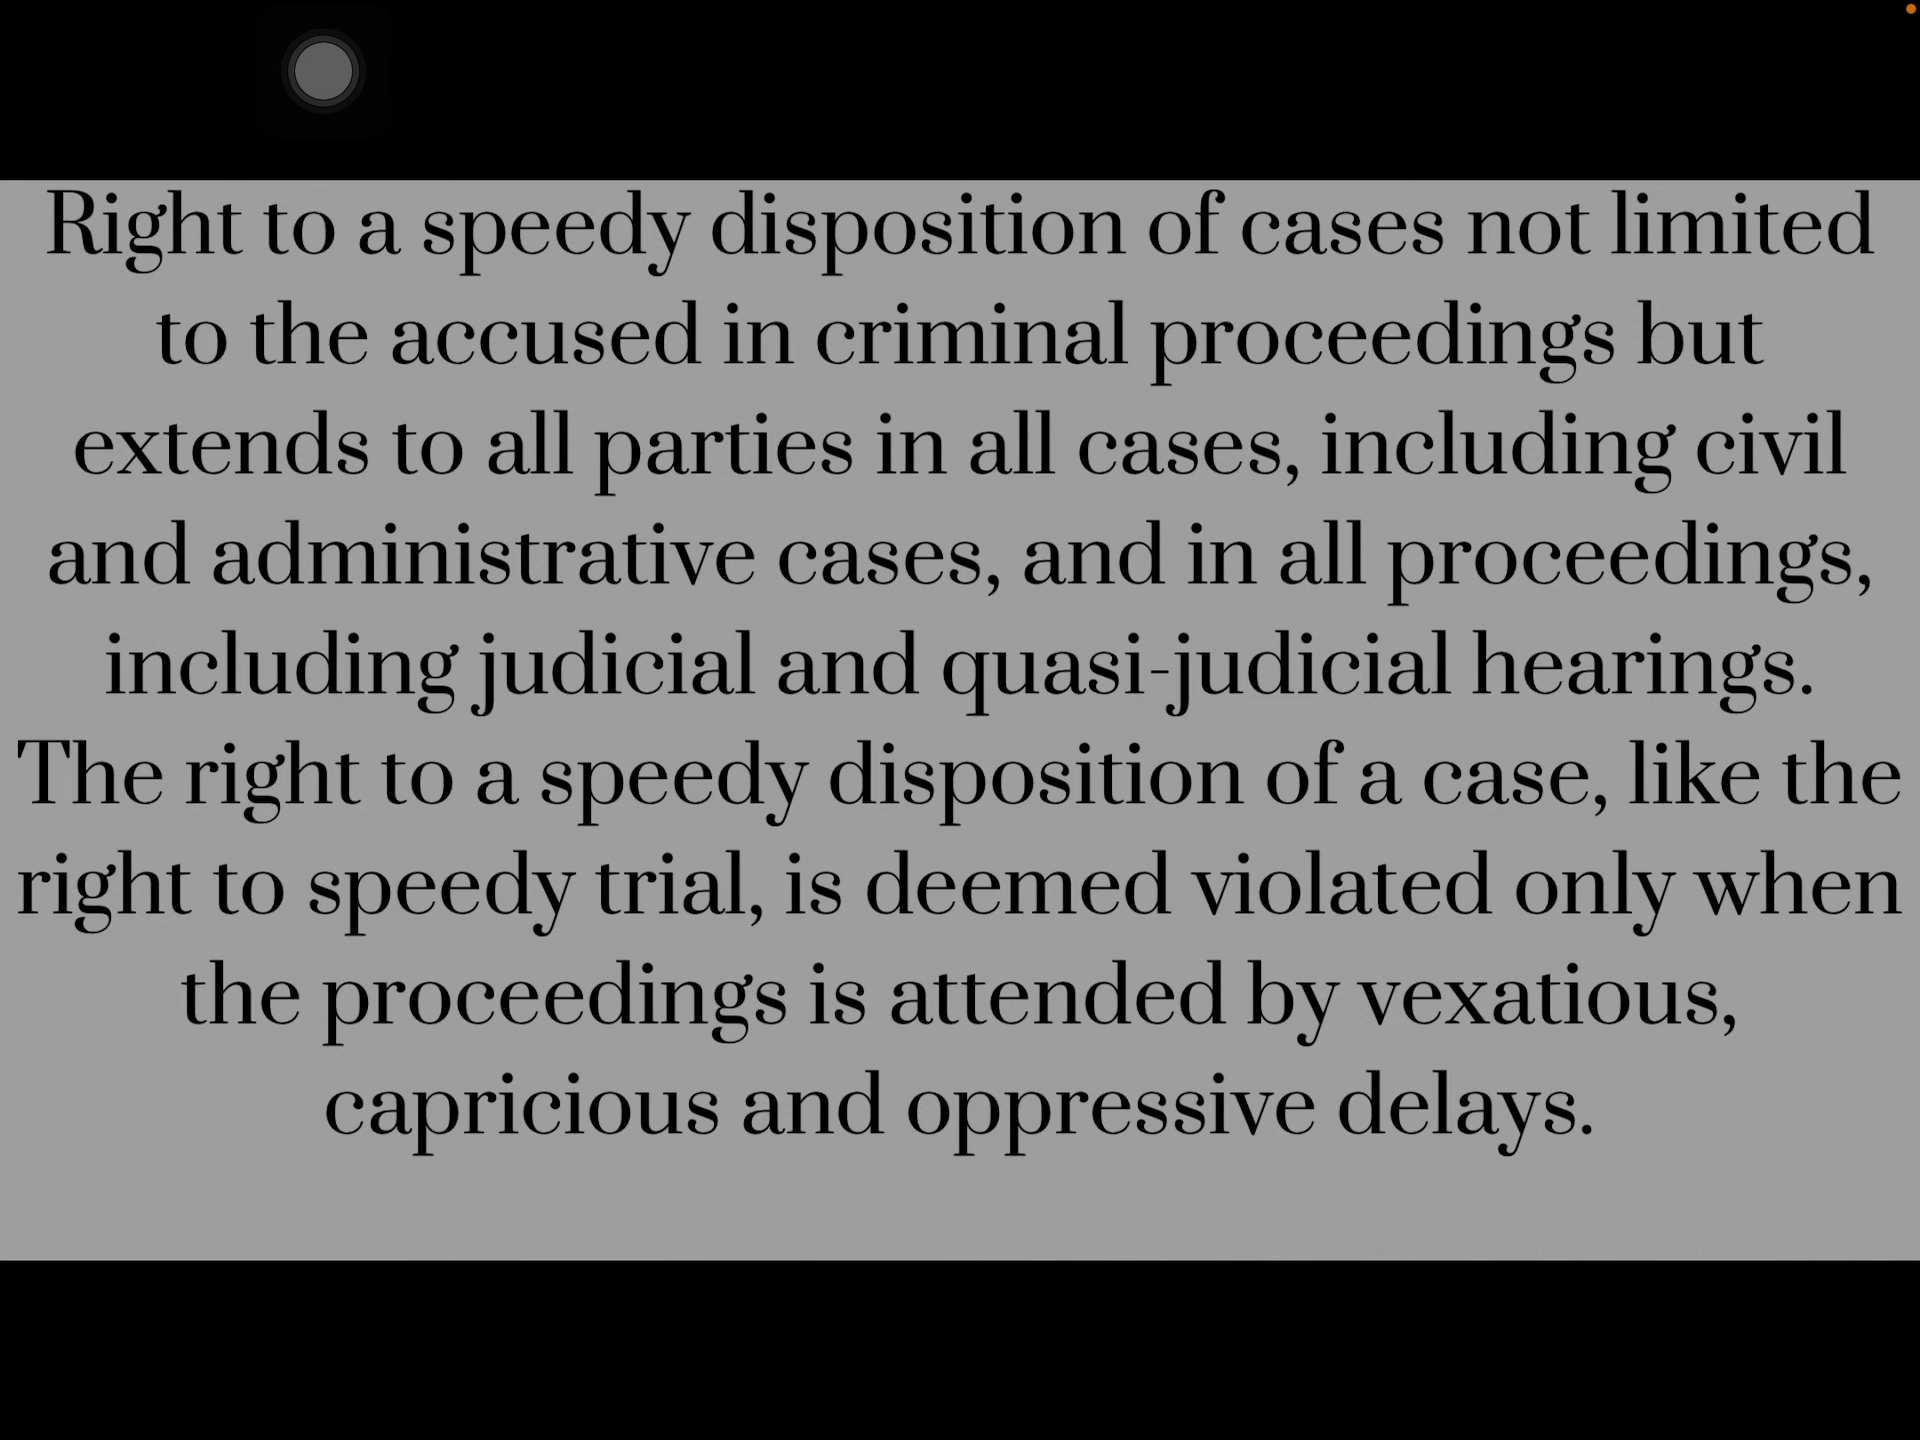 Right to a speedy disposition of cases not limited
to the accused in criminal proceedings but
extends to all parties in all cases, including civil
and administrative cases, and in all proceedings,
including judicial and quasi-judicial hearings.
The right to a speedy disposition of a case, like the
right to speedy trial, is deemed violated only when
the proceedings is attended by vexatious,
capricious and oppressive delays.